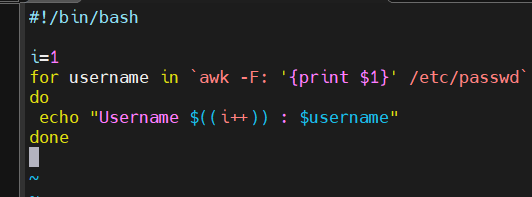 #!/bin/bash
i=1
for username in `awk -F: '{print $1}' /etc/passwd`
do
 echo "Username $((i++)) : $username"
done
~